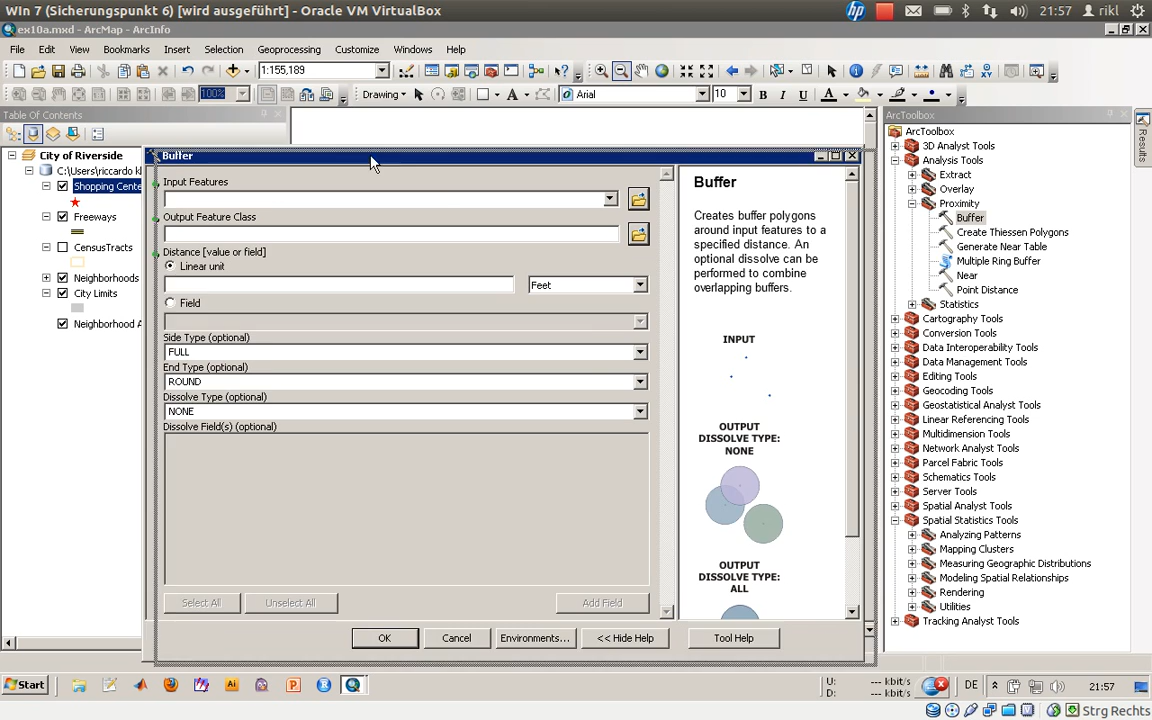 WIn 7 (Sicherungspunkt 6) [wird ausgeführt] - Oracle VM VirtualBox
hp
21:57
rikl
ex10a.mxd - ArcMap - ArcInfo
File Edit View Bookmarks Insert Selection Geoprocessing Customize Windows Help
1:155,189
100%
Drawing
Arial
10
B I U A
Table Of Contents
City of Riverside
C:\Users\riccardo kl
Shopping Cente
Freeways
CensusTracts
Neighborhoods
City Limits
Neighborhood A
Buffer
Input Features
Output Feature Class
Distance [value or field]
Linear unit
Feet
Field
Side Type (optional)
FULL
End Type (optional)
ROUND
Dissolve Type (optional)
NONE
Dissolve Field(s) (optional)
Select All
Unselect All
Add Field
OK
Cancel
Environments...
<< Hide Help
Tool Help
Buffer
Creates buffer polygons
around input features to a
specified distance. An
optional dissolve can be
performed to combine
overlapping buffers.
INPUT
OUTPUT
DISSOLVE TYPE:
NONE
OUTPUT
DISSOLVE TYPE:
ALL
ArcToolbox
ArcToolbox
3D Analyst Tools
Analysis Tools
Extract
Overlay
Proximity
Buffer
Create Thiessen Polygons
Generate Near Table
Multiple Ring Buffer
Near
Point Distance
Statistics
Cartography Tools
Conversion Tools
Data Interoperability Tools
Data Management Tools
Editing Tools
Geocoding Tools
Geostatistical Analyst Tools
Linear Referencing Tools
Multidimension Tools
Network Analyst Tools
Parcel Fabric Tools
Schematics Tools
Server Tools
Spatial Analyst Tools
Spatial Statistics Tools
Analyzing Patterns
Mapping Clusters
Measuring Geographic Distributions
Modeling Spatial Relationships
Rendering
Utilities
Tracking Analyst Tools
Results
Start
U: --- kbit/s
D: --- kbit/s
DE
21:57
Strg Rechts